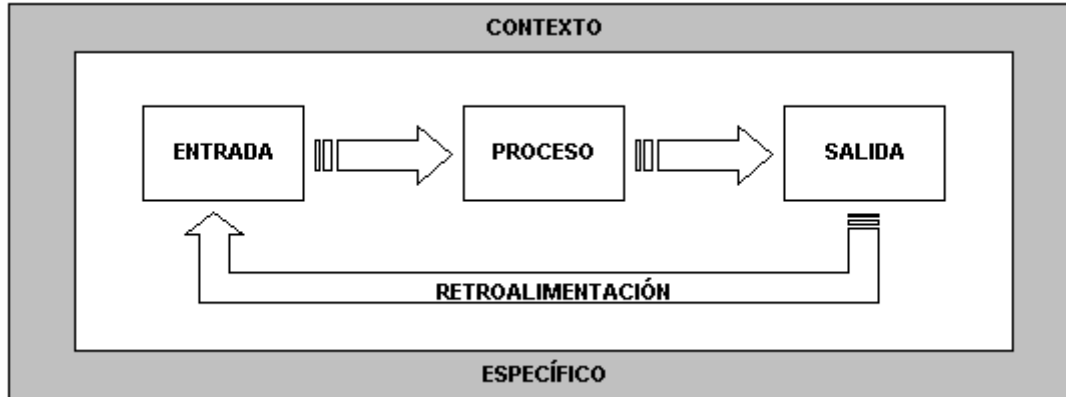 CONTEXTO
ENTRADA
PROCESO
SALIDA
RETROALIMENTACIÓN
ESPECÍFICO